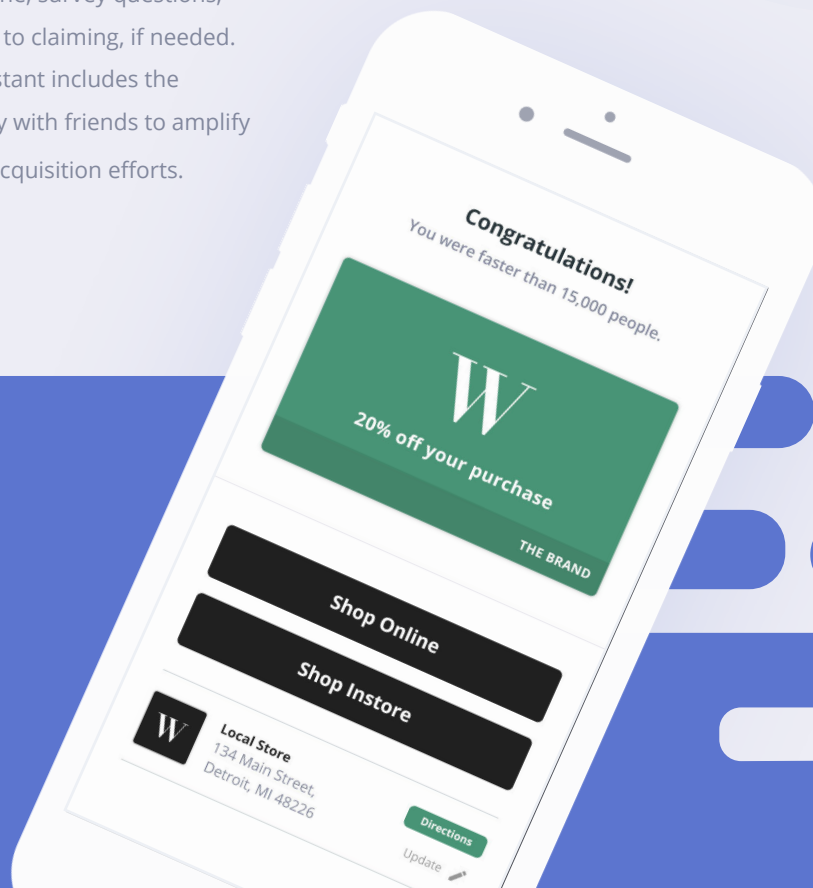 survey questions,
to claiming, if needed.
includes the
with friends to amplify
efforts.
Congratulations!
You were faster than 15,000 people.
W
20% off your purchase
THE BRAND
Shop Online
Shop Instore
W
Local Store
134 Main Street,
Detroit, MI 48226
Directions
Update